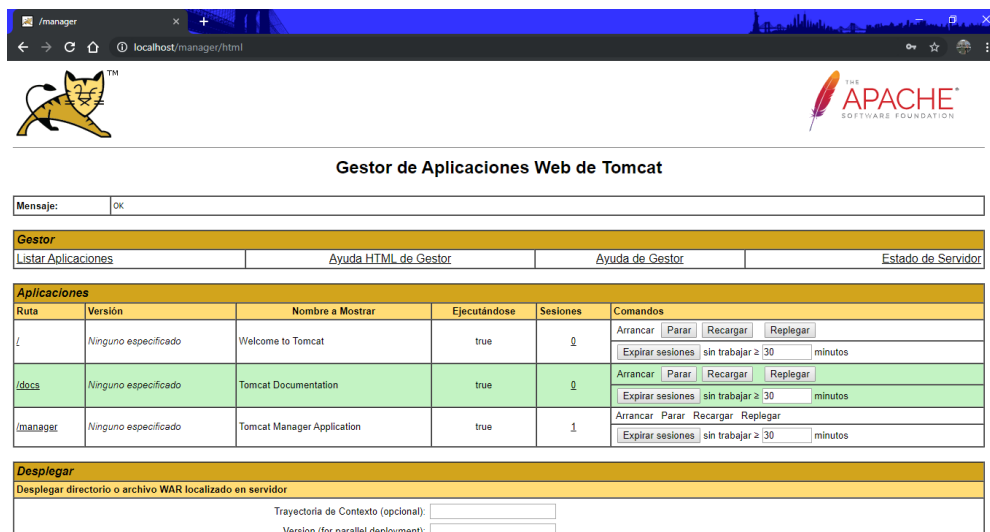 /manager
localhost/manager/html
TM
THE
APACHE®
SOFTWARE FOUNDATION
Gestor de Aplicaciones Web de Tomcat
Mensaje: OK
Gestor
Listar Aplicaciones Ayuda HTML de Gestor Ayuda de Gestor Estado de Servidor
Aplicaciones
Ruta Versión Nombre a Mostrar Ejecutándose Sesiones Comandos
/ Ninguno especificado Welcome to Tomcat true 0 Arrancar Parar Recargar Replegar
Expirar sesiones sin trabajar ≥ 30 minutos
/docs Ninguno especificado Tomcat Documentation true 0 Arrancar Parar Recargar Replegar
Expirar sesiones sin trabajar ≥ 30 minutos
/manager Ninguno especificado Tomcat Manager Application true 1 Arrancar Parar Recargar Replegar
Expirar sesiones sin trabajar ≥ 30 minutos
Desplegar
Desplegar directorio o archivo WAR localizado en servidor
Trayectoria de Contexto (opcional):
Version (for parallel deployment):